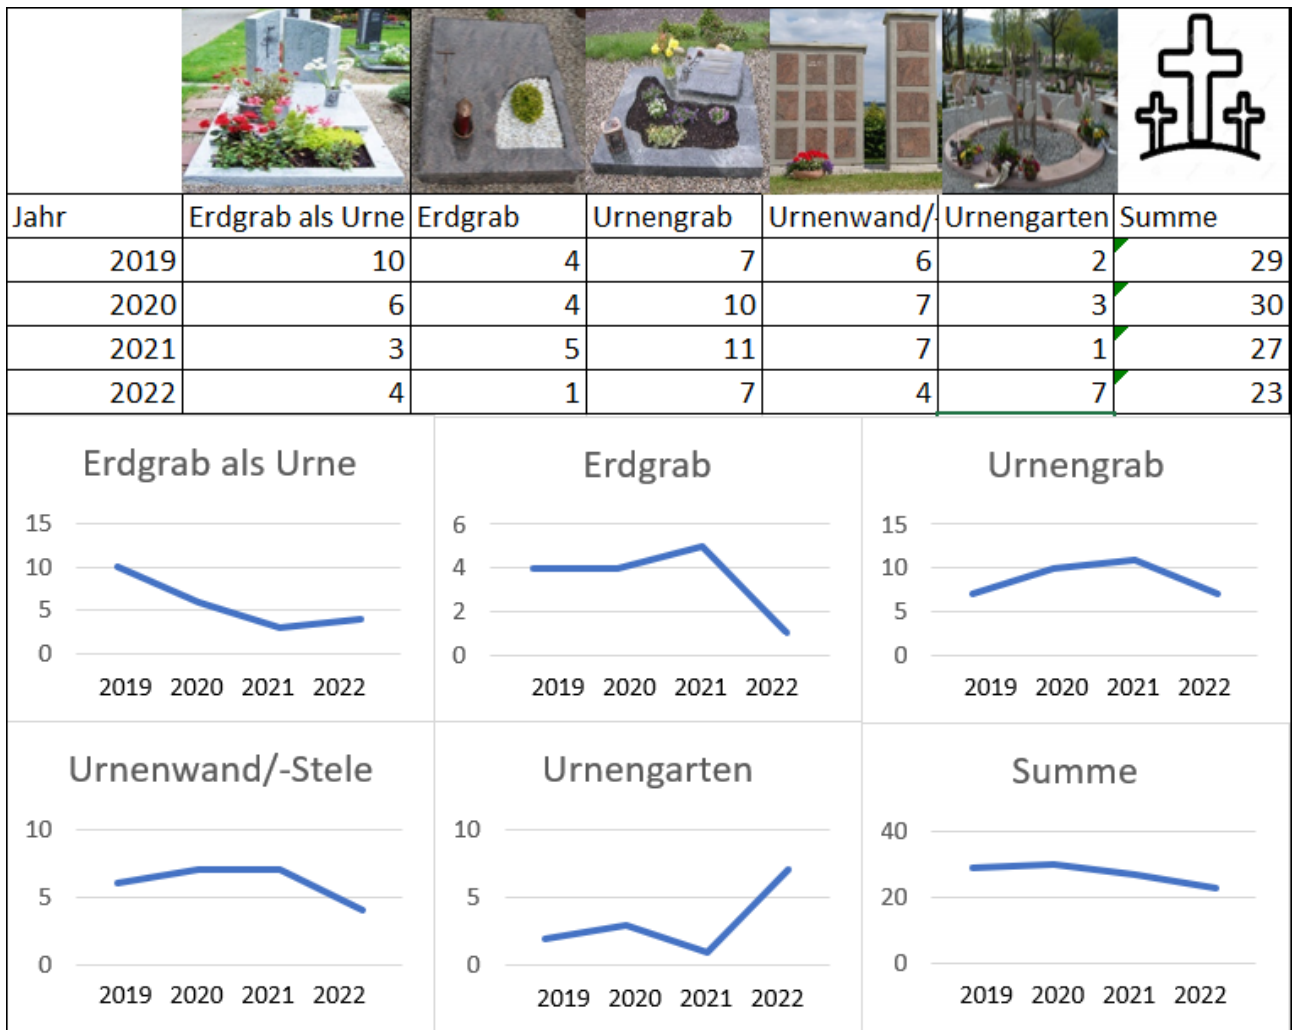 Jahr Erdgrab als Urne Erdgrab Urnengrab Urnenwand/- Urnengarten Summe
2019 10 4 7 6 2 29
2020 6 4 10 7 3 30
2021 3 5 11 7 1 27
2022 4 1 7 4 7 23
Erdgrab als Urne
15
10
5
0
2019 2020 2021 2022
Erdgrab
6
4
2
0
2019 2020 2021 2022
Urnengrab
15
10
5
0
2019 2020 2021 2022
Urnenwand/-Stele
10
5
0
2019 2020 2021 2022
Urnengarten
10
5
0
2019 2020 2021 2022
Summe
40
20
0
2019 2020 2021 2022